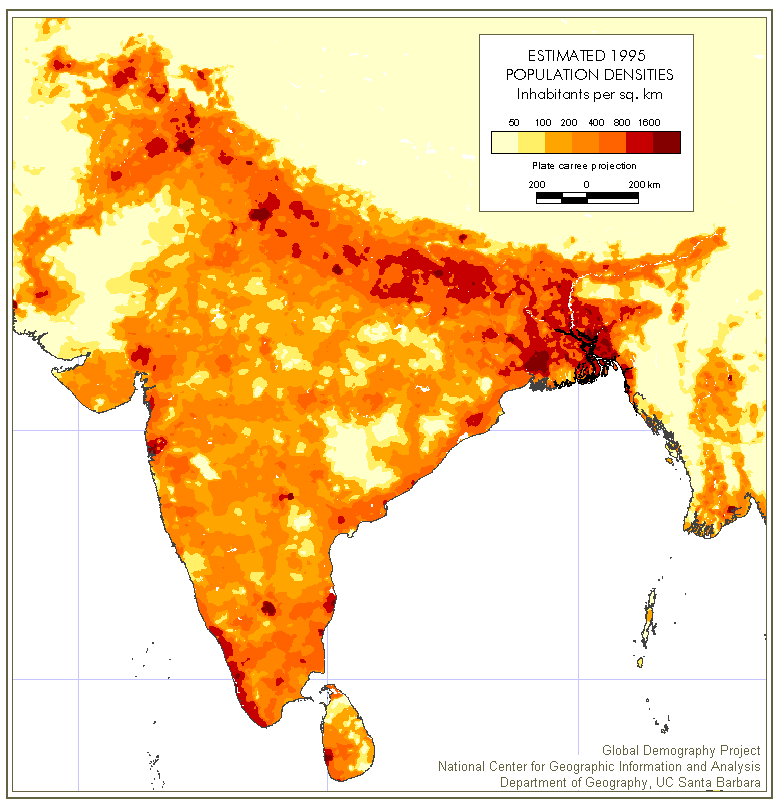 ESTIMATED 1995
POPULATION DENSITIES
Inhabitants per sq. km
50 100 200 400 800 1600
Plate carree projection
200 0 200 km
Global Demography Project
National Center for Geographic Information and Analysis
Department of Geography, UC Santa Barbara